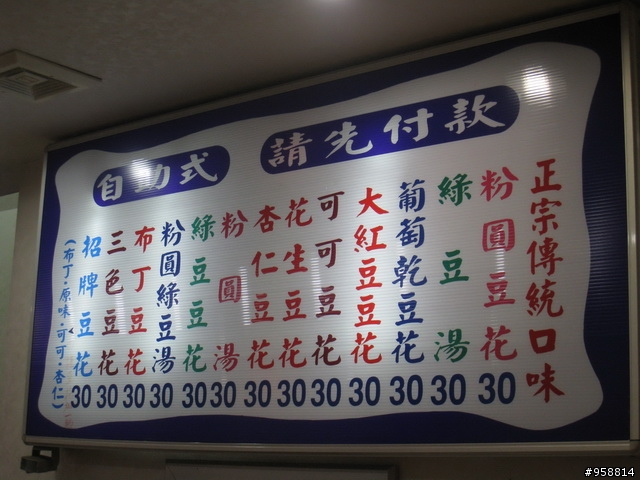 自動式 請先付款
正宗傳統口味
粉圓豆花 30
綠豆湯 30
葡萄乾豆花 30
大紅豆豆花 30
可可豆花 30
花生豆花 30
杏仁豆花 30
粉圓湯 30
綠豆豆花 30
粉圓綠豆湯 30
布丁豆花 30
三色豆花 30
招牌豆花 30
(布丁·原味·可可·杏仁)
#958814